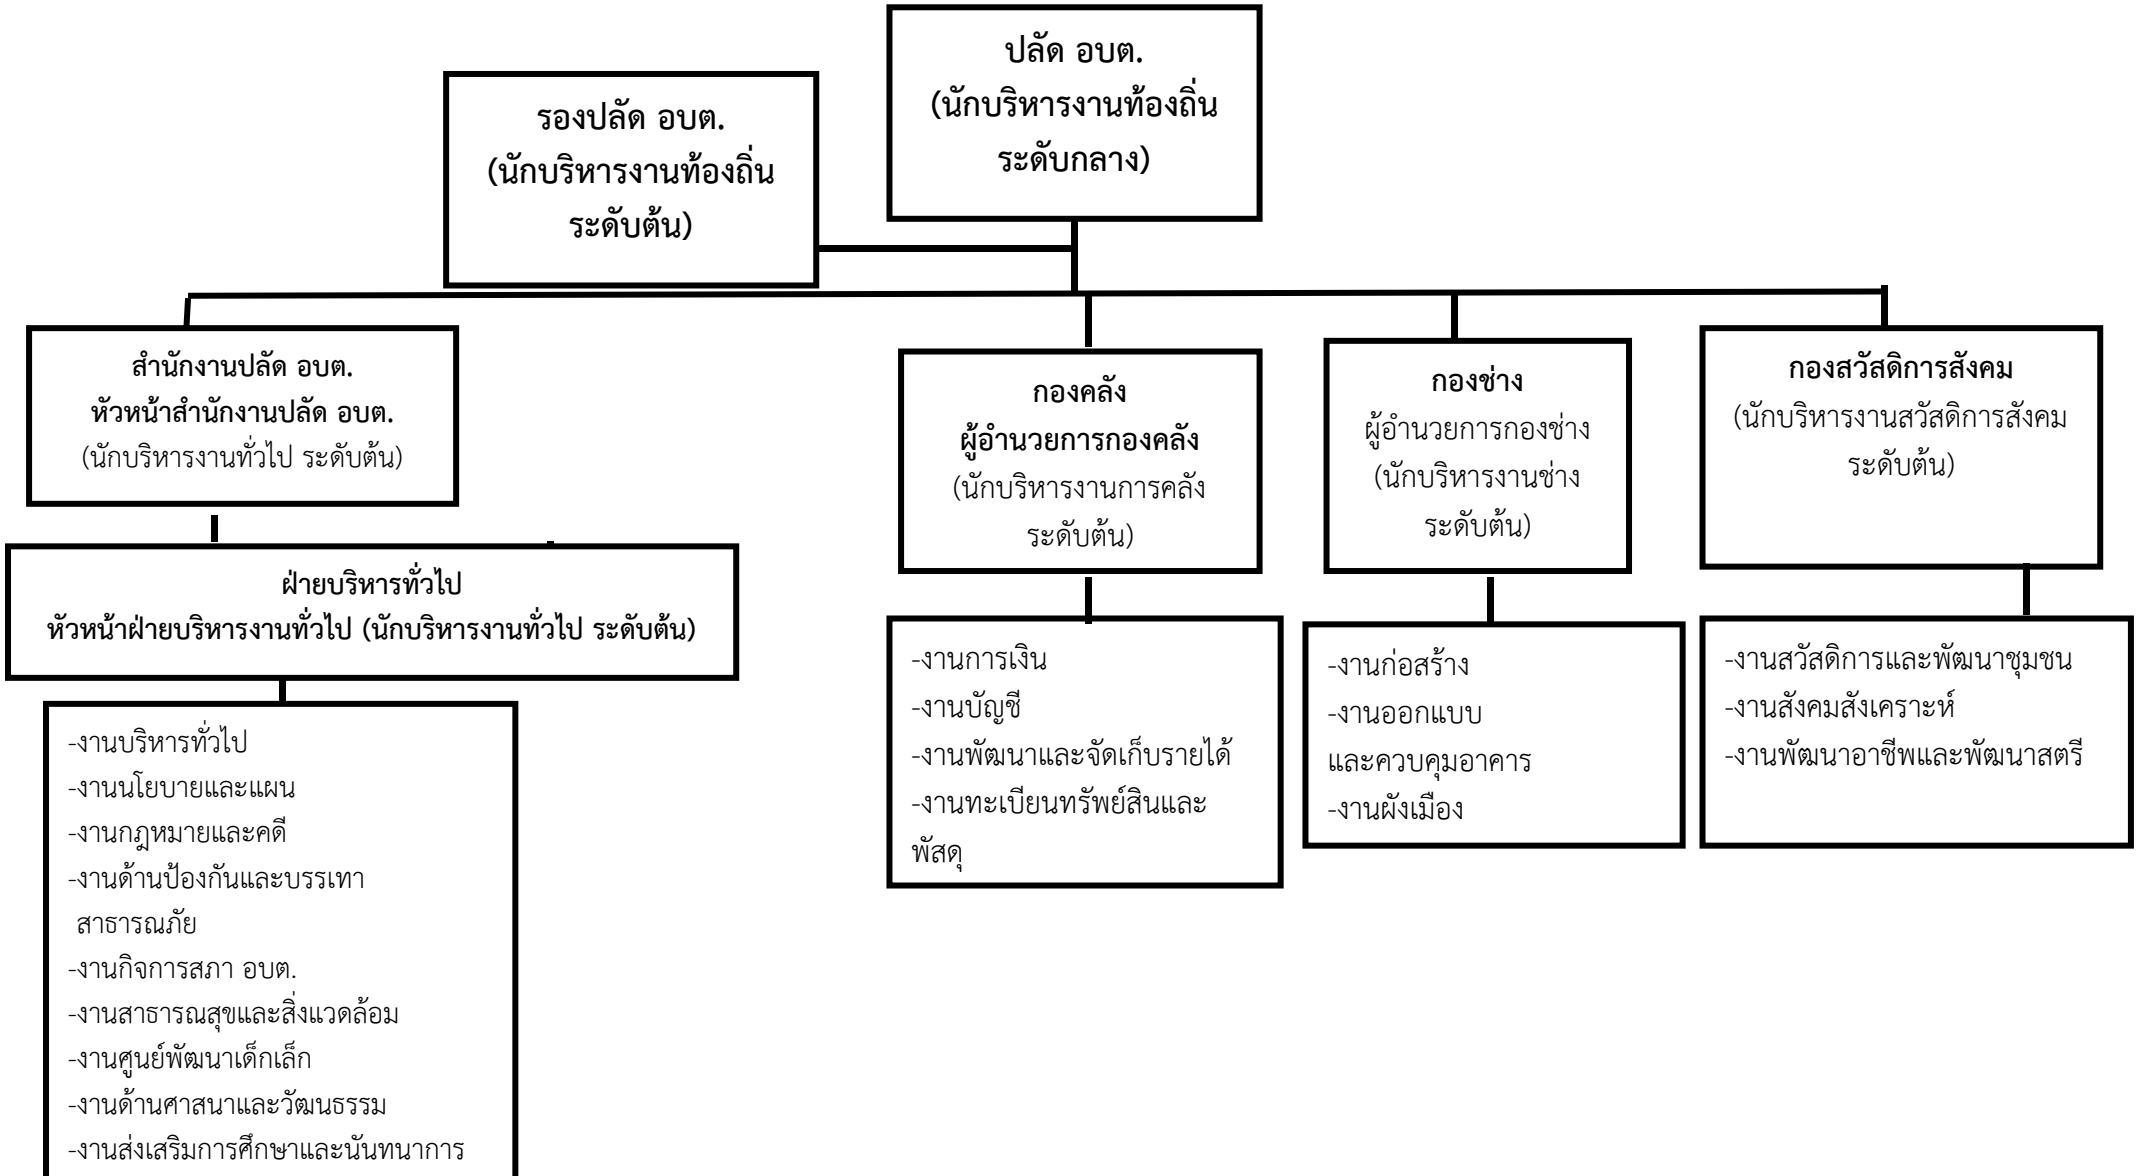 ปลัด อบต.
(นักบริหารงานท้องถิ่น
ระดับกลาง)
รองปลัด อบต.
(นักบริหารงานท้องถิ่น
ระดับต้น)
สำนักงานปลัด อบต.
หัวหน้าสำนักงานปลัด อบต.
(นักบริหารงานทั่วไป ระดับต้น)
ฝ่ายบริหารทั่วไป
หัวหน้าฝ่ายบริหารงานทั่วไป (นักบริหารงานทั่วไป ระดับต้น)
-งานบริหารทั่วไป
-งานนโยบายและแผน
-งานกฎหมายและคดี
-งานด้านป้องกันและบรรเทา
สาธารณภัย
-งานกิจการสภา อบต.
-งานสาธารณสุขและสิ่งแวดล้อม
-งานศูนย์พัฒนาเด็กเล็ก
-งานด้านศาสนาและวัฒนธรรม
-งานส่งเสริมการศึกษาและนันทนาการ
กองคลัง
ผู้อำนวยการกองคลัง
(นักบริหารงานการคลัง
ระดับต้น)
-งานการเงิน
-งานบัญชี
-งานพัฒนาและจัดเก็บรายได้
-งานทะเบียนทรัพย์สินและ
พัสดุ
กองช่าง
ผู้อำนวยการกองช่าง
(นักบริหารงานช่าง
ระดับต้น)
-งานก่อสร้าง
-งานออกแบบ
และควบคุมอาคาร
-งานผังเมือง
กองสวัสดิการสังคม
(นักบริหารงานสวัสดิการสังคม
ระดับต้น)
-งานสวัสดิการและพัฒนาชุมชน
-งานสังคมสังเคราะห์
-งานพัฒนาอาชีพและพัฒนาสตรี